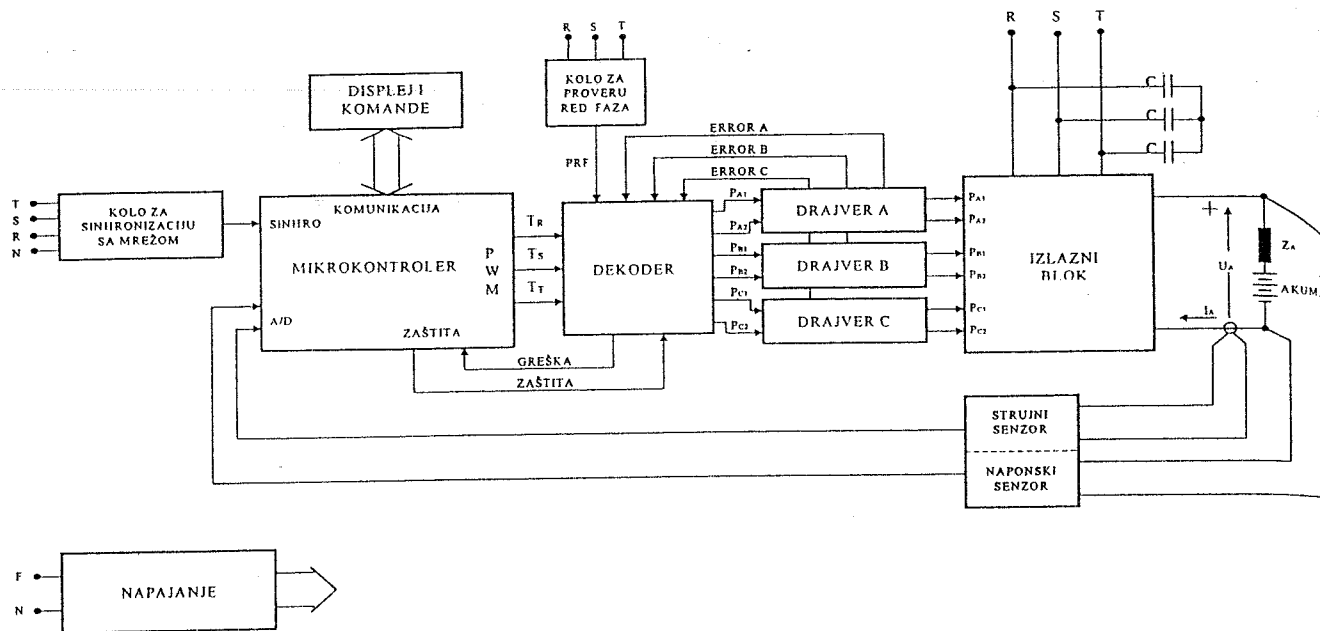 R S T
R S T
KOLO ZA
PROVERU
RED FAZA
DISPLEJ I
KOMANDE
C
C
C
ERROR A
ERROR B
ERROR C
PRF
T
S
R
N
KOLO ZA
SINHRONIZACIJU
SA MREŽOM
SINHRO
KOMUNIKACIJA
MIKROKONTROLER
P
W
M
A/D
ZAŠTITA
TR
TS
TT
DEKODER
PA1
PA2
PB1
PB2
PC1
PC2
DRAJVER A
DRAJVER B
DRAJVER C
PA1
PA2
PB1
PB2
PC1
PC2
IZLAZNI
BLOK
+
UA
IA
ZA
AKUM.
GREŠKA
ZAŠTITA
STRUJNI
SENZOR
NAPONSKI
SENZOR
F
N
NAPAJANJE